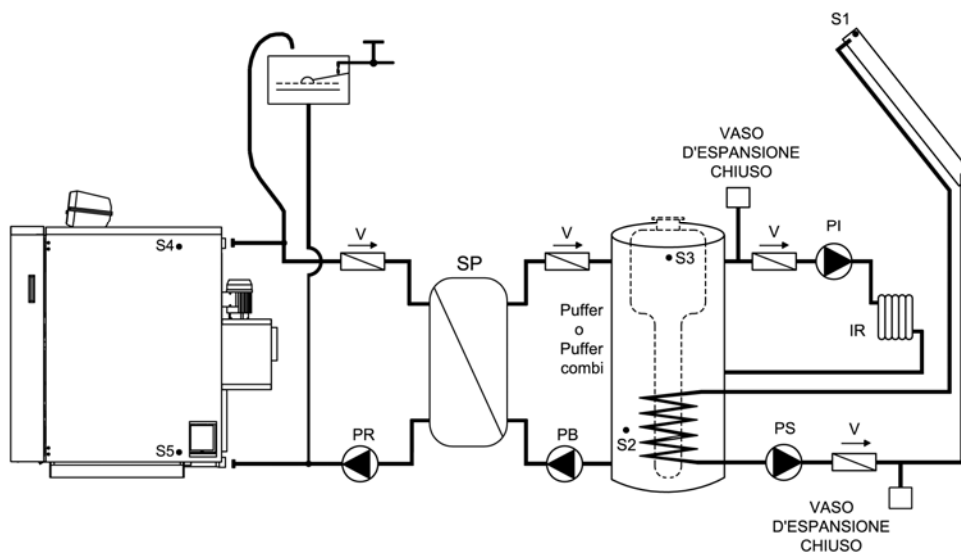 S1
VASO
D'ESPANSIONE
CHIUSO
S4
V
V
V
PI
SP
S3
Puffer
o
Puffer
combi
IR
S5
PR
PB
S2
PS
V
VASO
D'ESPANSIONE
CHIUSO